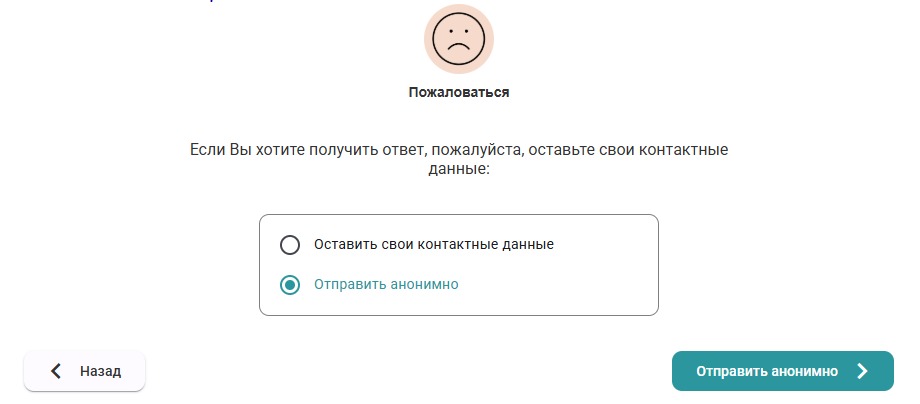 Пожаловаться
Если Вы хотите получить ответ, пожалуйста, оставьте свои контактные
данные:
Оставить свои контактные данные
Отправить анонимно
Назад
Отправить анонимно